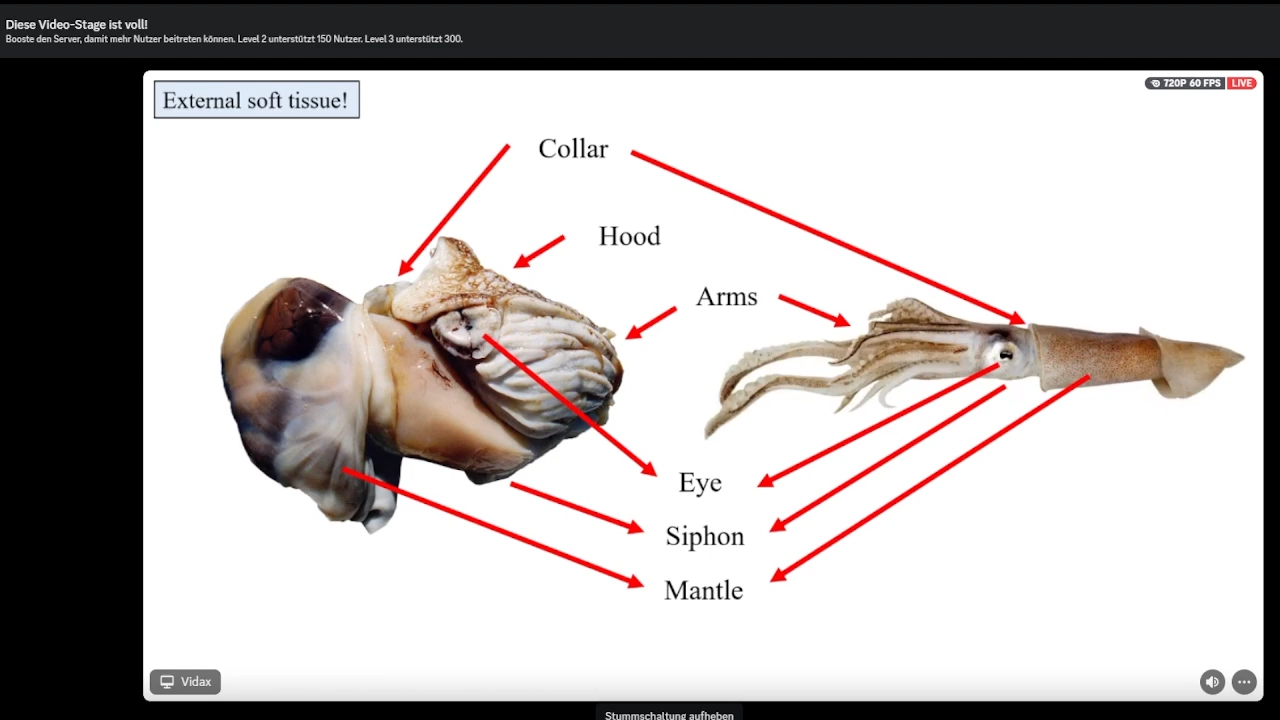 Diese Video-Stage ist voll!
Booste den Server, damit mehr Nutzer beitreten können. Level 2 unterstützt 150 Nutzer. Level 3 unterstützt 300.
720P 60 FPS LIVE
External soft tissue!
Collar
Hood
Arms
Eye
Siphon
Mantle
Vidax
Stummschaltung aufheben